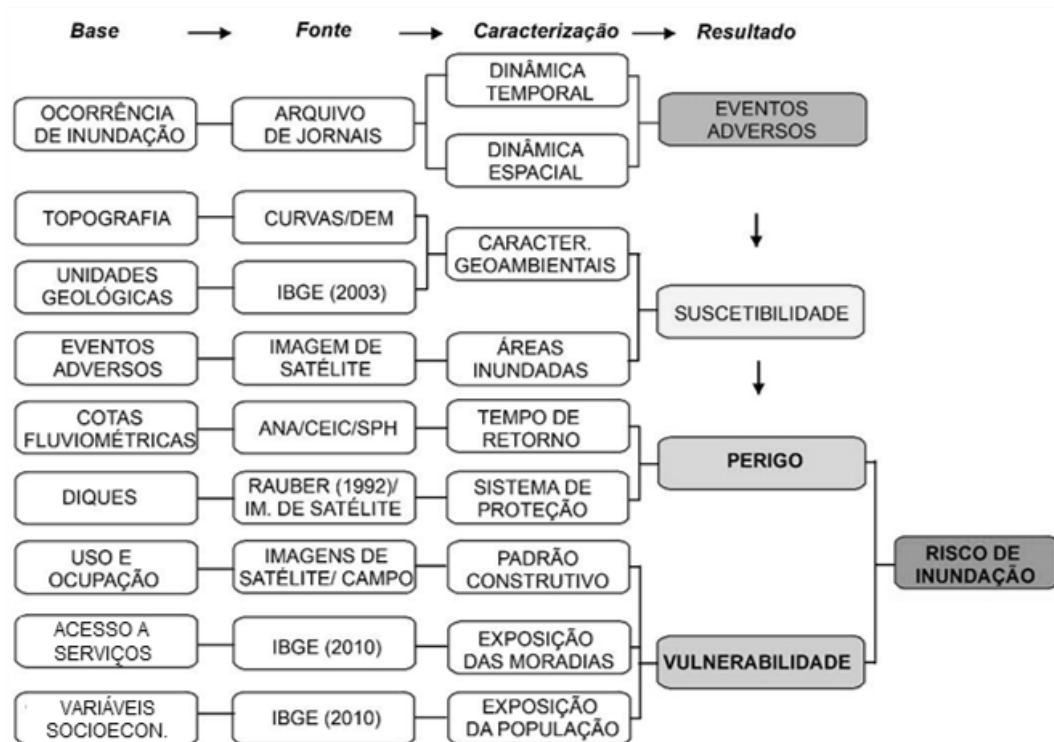 Base
Fonte
Caracterização
Resultado
OCORRÊNCIA
DE INUNDAÇÃO
ARQUIVO
DE JORNAIS
DINÂMICA
TEMPORAL
DINÂMICA
ESPACIAL
EVENTOS
ADVERSOS
TOPOGRAFIA
CURVAS/DEM
UNIDADES
GEOLÓGICAS
IBGE (2003)
CARACTER.
GEOAMBIENTAIS
EVENTOS
ADVERSOS
IMAGEM DE
SATÉLITE
ÁREAS
INUNDADAS
SUSCETIBILIDADE
COTAS
FLUVIOMÉTRICAS
ANA/CEIC/SPH
TEMPO DE
RETORNO
DIQUES
RAUBER (1992)/
IM. DE SATÉLITE
SISTEMA DE
PROTEÇÃO
PERIGO
USO E
OCUPAÇÃO
IMAGENS DE
SATÉLITE/ CAMPO
PADRÃO
CONSTRUTIVO
ACESSO A
SERVIÇOS
IBGE (2010)
EXPOSIÇÃO
DAS MORADIAS
VARIÁVEIS
SOCIOECON.
IBGE (2010)
EXPOSIÇÃO
DA POPULAÇÃO
VULNERABILIDADE
RISCO DE
INUNDAÇÃO